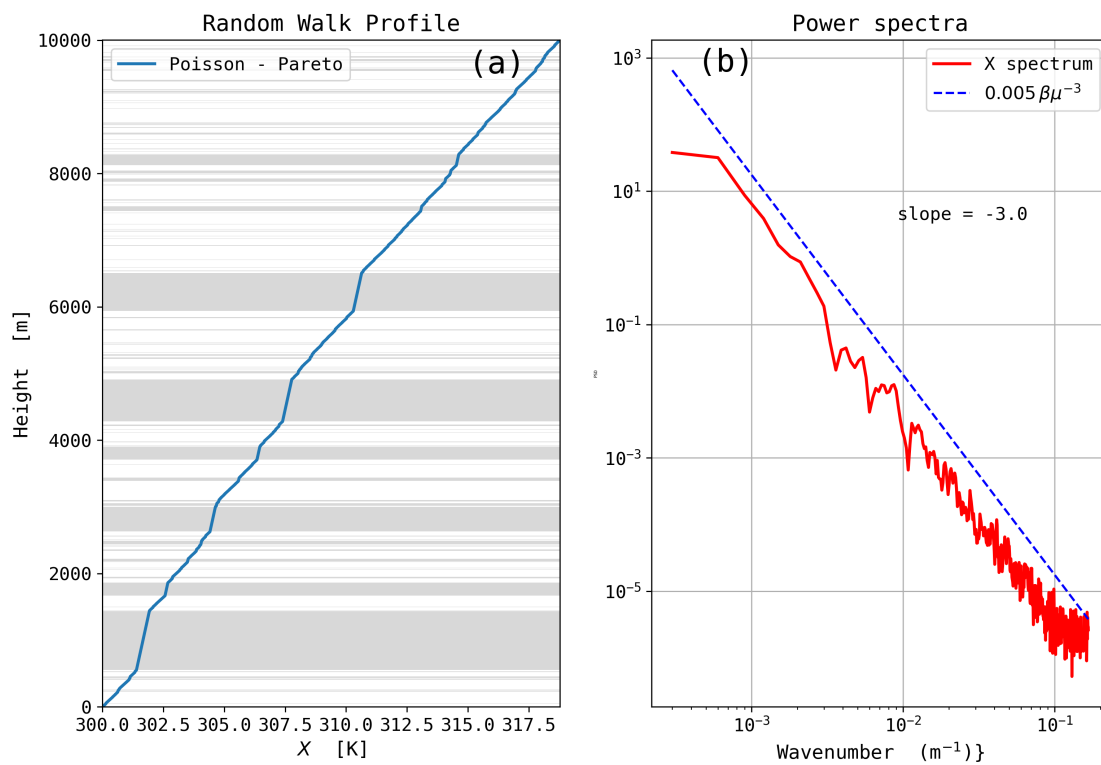 Random Walk Profile
Poisson - Pareto
(a)
10000
8000
6000
4000
2000
0
Height [m]
300.0 302.5 305.0 307.5 310.0 312.5 315.0 317.5
X [K]
Power spectra
(b)
X spectrum
0.005 βμ⁻³
slope = -3.0
10³
10¹
10⁻¹
10⁻³
10⁻⁵
10⁻³ 10⁻² 10⁻¹
Wavenumber (m⁻¹)}